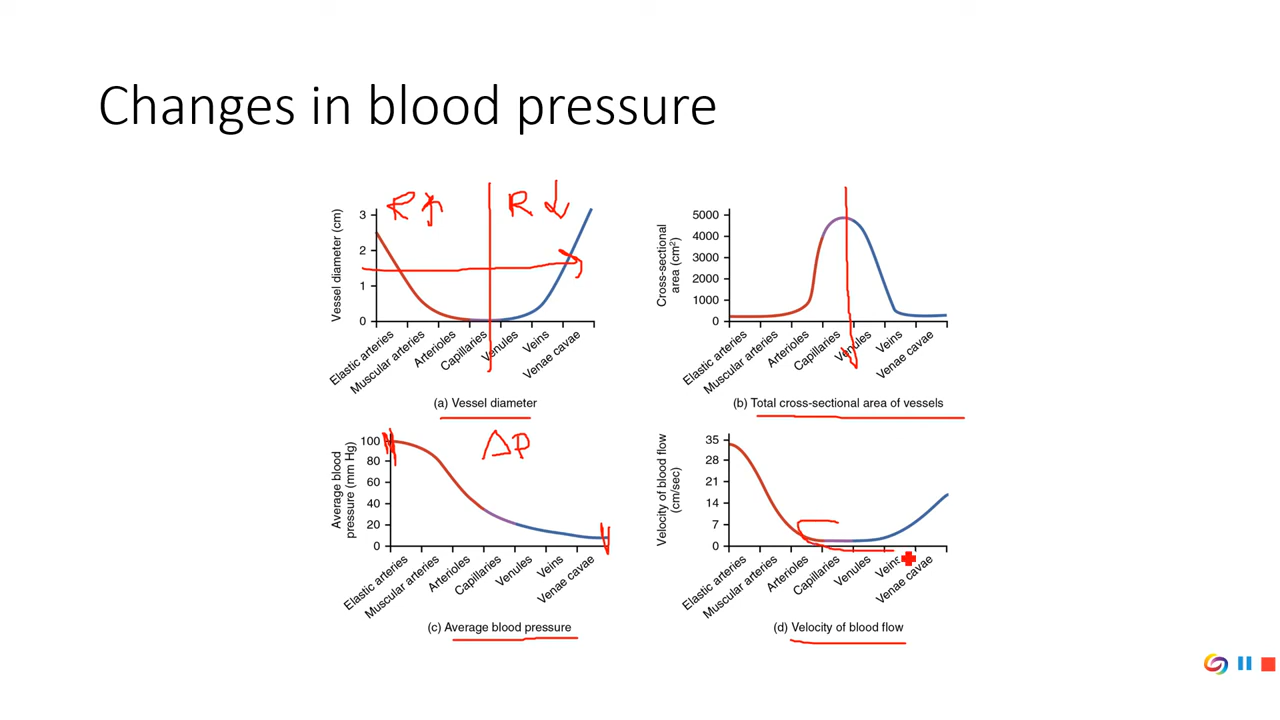 Changes in blood pressure
R R
Vessel diameter (cm)
3
2
1
0
Elastic arteries
Muscular arteries
Arterioles
Capillaries
Venules
Veins
Venae cavae
(a) Vessel diameter
Cross-sectional
area (cm²)
5000
4000
3000
2000
1000
0
Elastic arteries
Muscular arteries
Arterioles
Capillaries
Venules
Veins
Venae cavae
(b) Total cross-sectional area of vessels
ΔP
Average blood
pressure (mm Hg)
100
80
60
40
20
0
Elastic arteries
Muscular arteries
Arterioles
Capillaries
Venules
Veins
Venae cavae
(c) Average blood pressure
Velocity of blood flow
(cm/sec)
35
28
21
14
7
0
Elastic arteries
Muscular arteries
Arterioles
Capillaries
Venules
Veins
Venae cavae
(d) Velocity of blood flow